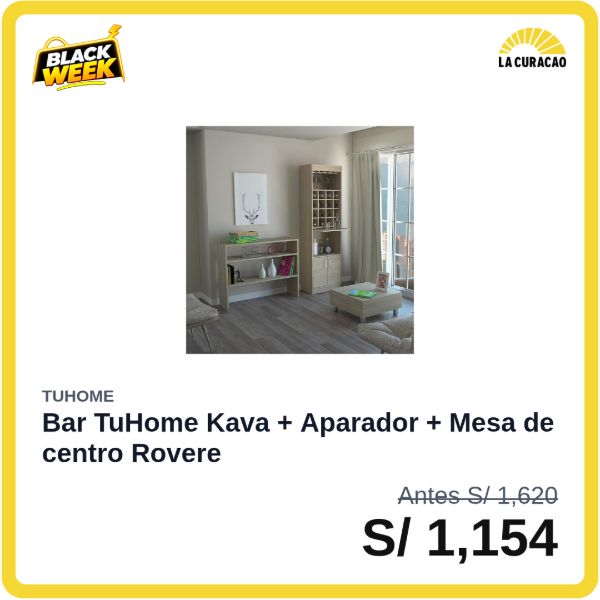 BLACK
WEEK
LA CURACAO
TUHOME
Bar TuHome Kava + Aparador + Mesa de
centro Rovere
Antes S/ 1,620
S/ 1,154